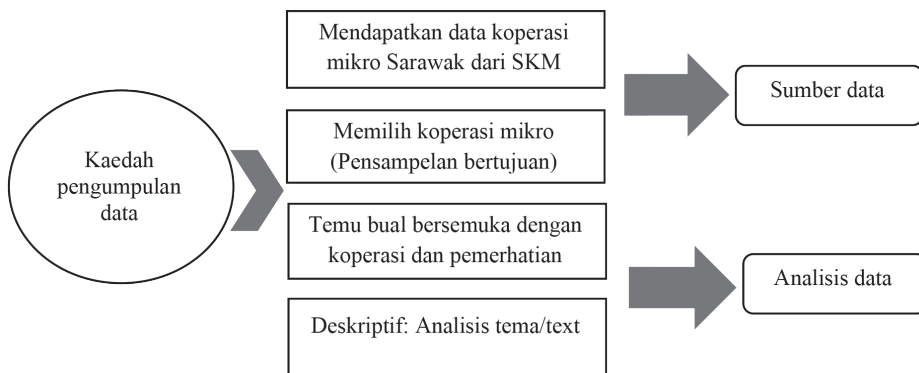 Kaedah
pengumpulan
data
Mendapatkan data koperasi
mikro Sarawak dari SKM
Memilih koperasi mikro
(Pensampelan bertujuan)
Temu bual bersemuka dengan
koperasi dan pemerhatian
Deskriptif: Analisis tema/text
Sumber data
Analisis data